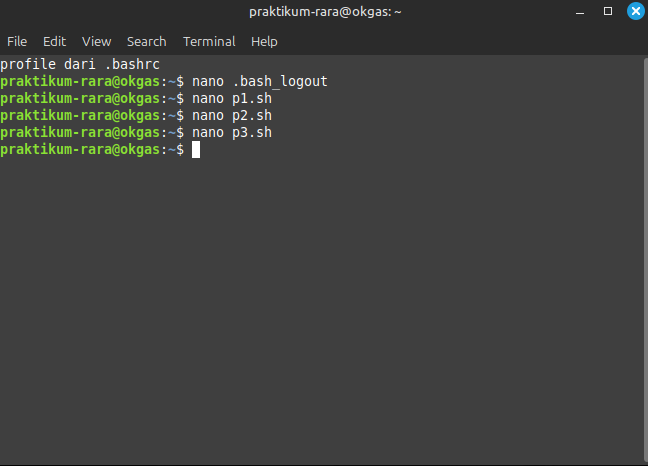 praktikum-rara@okgas: ~
File Edit View Search Terminal Help
profile dari .bashrc
praktikum-rara@okgas:~$ nano .bash_logout
praktikum-rara@okgas:~$ nano p1.sh
praktikum-rara@okgas:~$ nano p2.sh
praktikum-rara@okgas:~$ nano p3.sh
praktikum-rara@okgas:~$